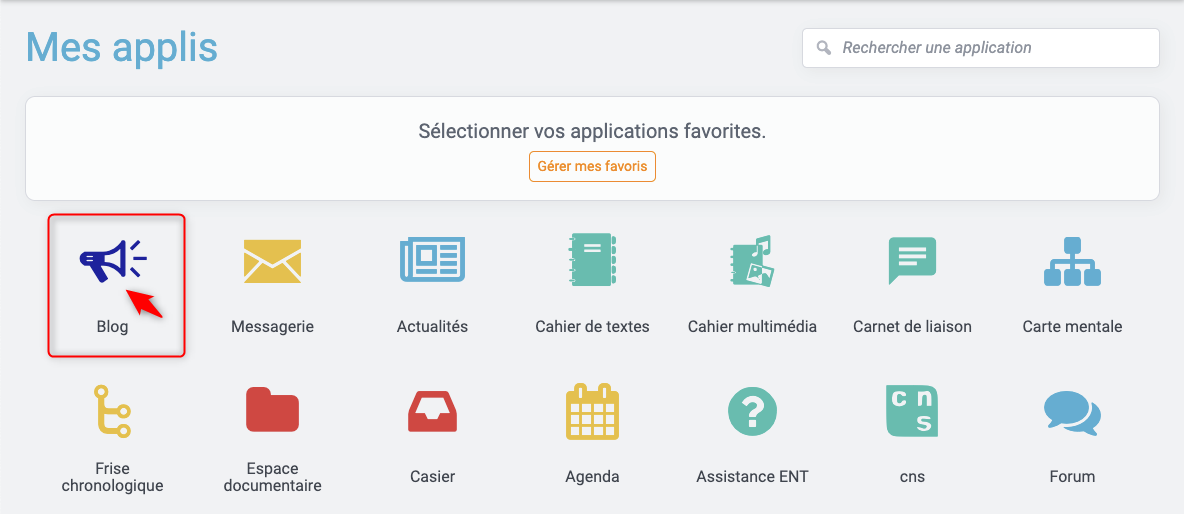 Mes applis
Rechercher une application
Sélectionner vos applications favorites.
Gérer mes favoris
Blog
Messagerie
Actualités
Cahier de textes
Cahier multimédia
Carnet de liaison
Carte mentale
cn
s
Frise
chronologique
Espace
documentaire
Casier
Agenda
Assistance ENT
cns
Forum